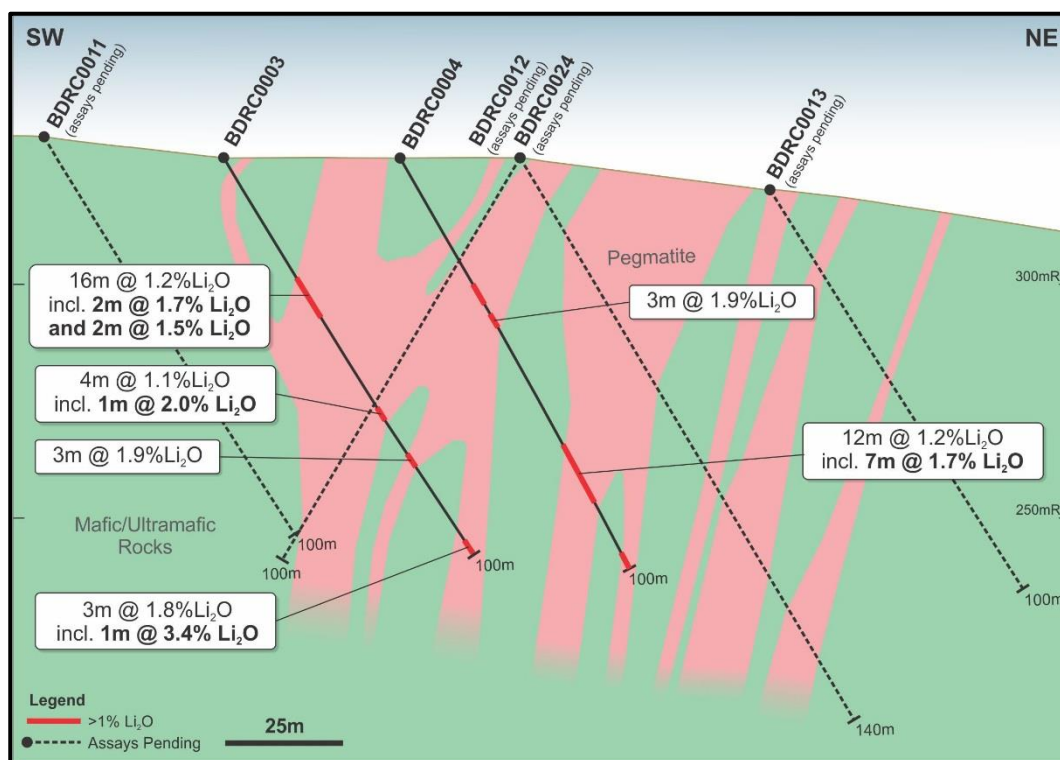 SW
NE
BDRC0011
(assays pending)
BDRC0003
BDRC0004
BDRC0012
(assays pending)
BDRC0024
(assays pending)
BDRC0013
(assays pending)
300mR
Pegmatite
16m @ 1.2%Li₂O
incl. 2m @ 1.7% Li₂O
and 2m @ 1.5% Li₂O
3m @ 1.9%Li₂O
4m @ 1.1%Li₂O
incl. 1m @ 2.0% Li₂O
12m @ 1.2%Li₂O
incl. 7m @ 1.7% Li₂O
3m @ 1.9%Li₂O
250mR
Mafic/Ultramafic
Rocks
100m
100m
100m
100m
100m
3m @ 1.8%Li₂O
incl. 1m @ 3.4% Li₂O
140m
Legend
>1% Li₂O
Assays Pending
25m